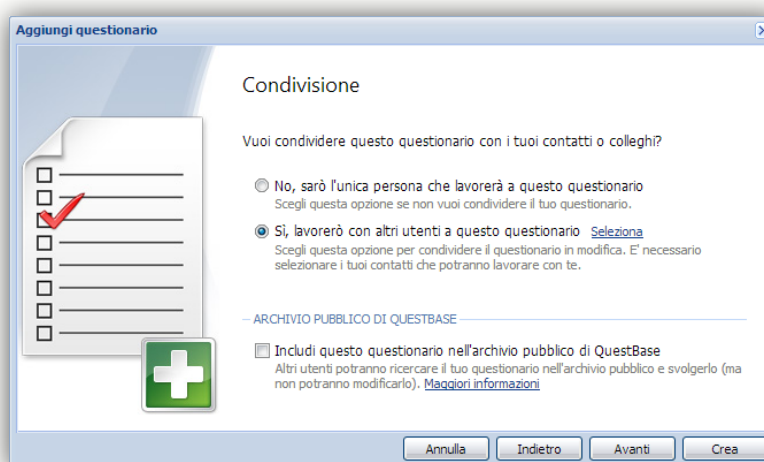 Aggiungi questionario
Condivisione
Vuoi condividere questo questionario con i tuoi contatti o colleghi?
No, sarò l'unica persona che lavorerà a questo questionario
Scegli questa opzione se non vuoi condividere il tuo questionario.
Sì, lavorerò con altri utenti a questo questionario Seleziona
Scegli questa opzione per condividere il questionario in modifica. E' necessario
selezionare i tuoi contatti che potranno lavorare con te.
ARCHIVIO PUBBLICO DI QUESTBASE
Includi questo questionario nell'archivio pubblico di QuestBase
Altri utenti potranno ricercare il tuo questionario nell'archivio pubblico e svolgerlo (ma
non potranno modificarlo). Maggiori informazioni
Annulla Indietro Avanti Crea